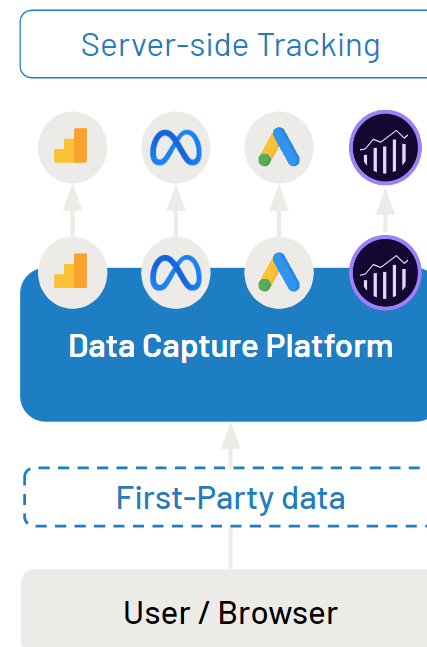 Server-side Tracking
Data Capture Platform
First-Party data
User / Browser